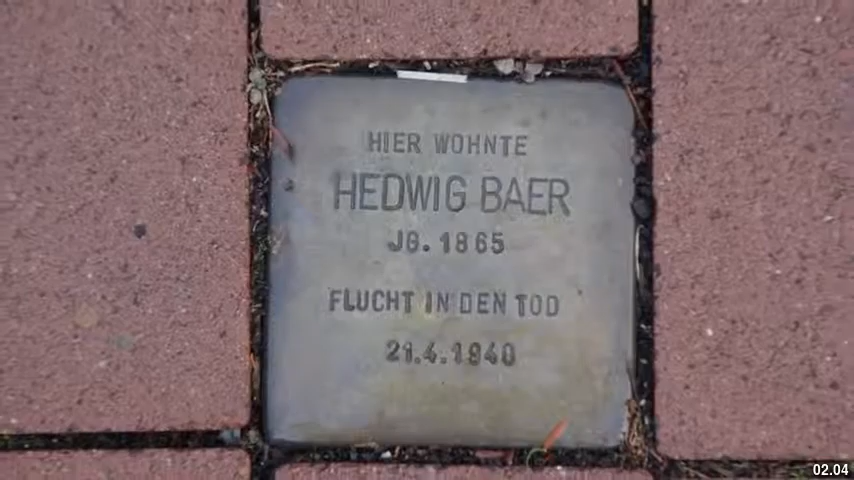 HIER WOHNTE
HEDWIG BAER
JG. 1865
FLUCHT IN DEN TOD
21.4.1940
02.04